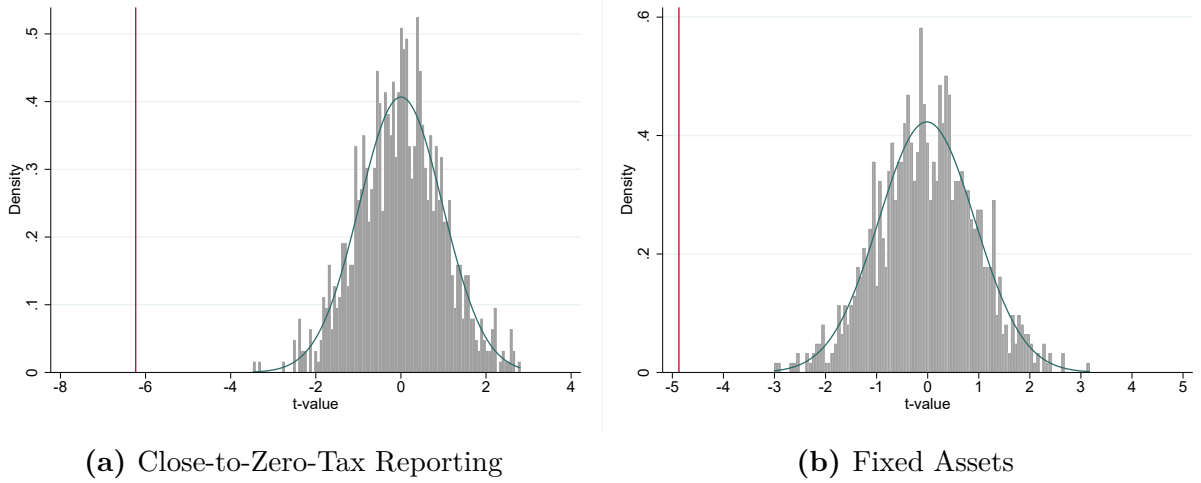 .5
.4
.3
.2
.1
0
Density
-8 -6 -4 -2 0 2 4
t-value
(a) Close-to-Zero-Tax Reporting
.6
.4
.2
0
Density
-5 -4 -3 -2 -1 0 1 2 3 4 5
t-value
(b) Fixed Assets